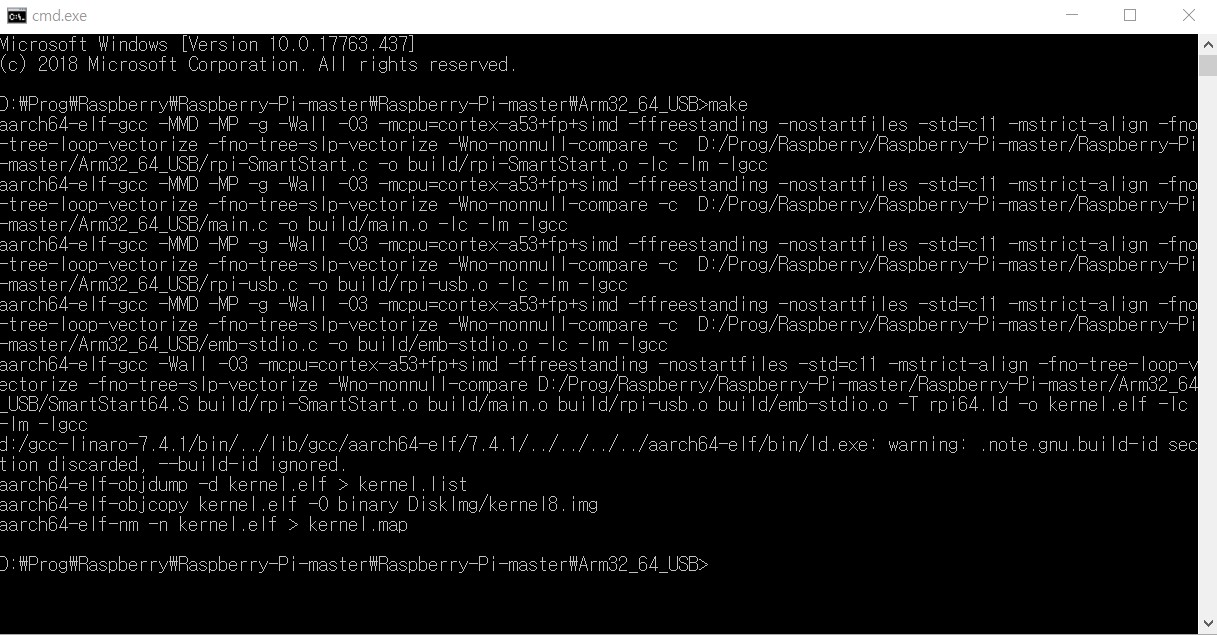 cmd.exe
Microsoft Windows [Version 10.0.17763.437]
(c) 2018 Microsoft Corporation. All rights reserved.
D:₩Prog₩Raspberry₩Raspberry-Pi-master₩Raspberry-Pi-master₩Arm32_64_USB>make
aarch64-elf-gcc -MMD -MP -g -Wall -O3 -mcpu=cortex-a53+fp+simd -ffreestanding -nostartfiles -std=c11 -mstrict-align -fno
-tree-loop-vectorize -fno-tree-slp-vectorize -Wno-nonnull-compare -c  D:/Prog/Raspberry/Raspberry-Pi-master/Raspberry-Pi
-master/Arm32_64_USB/rpi-SmartStart.c -o build/rpi-SmartStart.o -lc -lm -lgcc
aarch64-elf-gcc -MMD -MP -g -Wall -O3 -mcpu=cortex-a53+fp+simd -ffreestanding -nostartfiles -std=c11 -mstrict-align -fno
-tree-loop-vectorize -fno-tree-slp-vectorize -Wno-nonnull-compare -c  D:/Prog/Raspberry/Raspberry-Pi-master/Raspberry-Pi
-master/Arm32_64_USB/main.c -o build/main.o -lc -lm -lgcc
aarch64-elf-gcc -MMD -MP -g -Wall -O3 -mcpu=cortex-a53+fp+simd -ffreestanding -nostartfiles -std=c11 -mstrict-align -fno
-tree-loop-vectorize -fno-tree-slp-vectorize -Wno-nonnull-compare -c  D:/Prog/Raspberry/Raspberry-Pi-master/Raspberry-Pi
-master/Arm32_64_USB/rpi-usb.c -o build/rpi-usb.o -lc -lm -lgcc
aarch64-elf-gcc -MMD -MP -g -Wall -O3 -mcpu=cortex-a53+fp+simd -ffreestanding -nostartfiles -std=c11 -mstrict-align -fno
-tree-loop-vectorize -fno-tree-slp-vectorize -Wno-nonnull-compare -c  D:/Prog/Raspberry/Raspberry-Pi-master/Raspberry-Pi
-master/Arm32_64_USB/emb-stdio.c -o build/emb-stdio.o -lc -lm -lgcc
aarch64-elf-gcc -Wall -O3 -mcpu=cortex-a53+fp+simd -ffreestanding -nostartfiles -std=c11 -mstrict-align -fno-tree-loop-v
ectorize -fno-tree-slp-vectorize -Wno-nonnull-compare D:/Prog/Raspberry/Raspberry-Pi-master/Raspberry-Pi-master/Arm32_64
_USB/SmartStart64.S build/rpi-SmartStart.o build/main.o build/rpi-usb.o build/emb-stdio.o -T rpi64.ld -o kernel.elf -lc
-lm -lgcc
d:/gcc-linaro-7.4.1/bin/../lib/gcc/aarch64-elf/7.4.1/../../../../aarch64-elf/bin/ld.exe: warning: .note.gnu.build-id sec
tion discarded, --build-id ignored.
aarch64-elf-objdump -d kernel.elf > kernel.list
aarch64-elf-objcopy kernel.elf -O binary DiskImg/kernel8.img
aarch64-elf-nm -n kernel.elf > kernel.map
D:₩Prog₩Raspberry₩Raspberry-Pi-master₩Raspberry-Pi-master₩Arm32_64_USB>